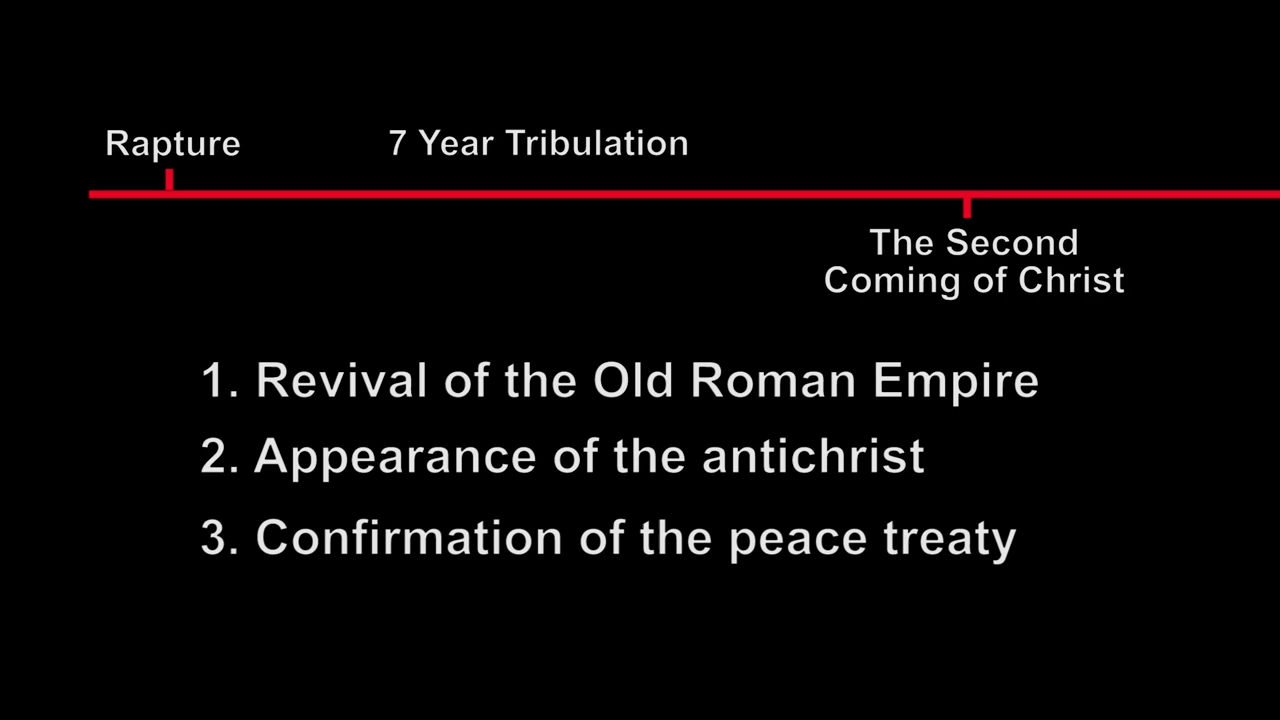 Rapture
7 Year Tribulation
The Second
Coming of Christ
1. Revival of the Old Roman Empire
2. Appearance of the antichrist
3. Confirmation of the peace treaty